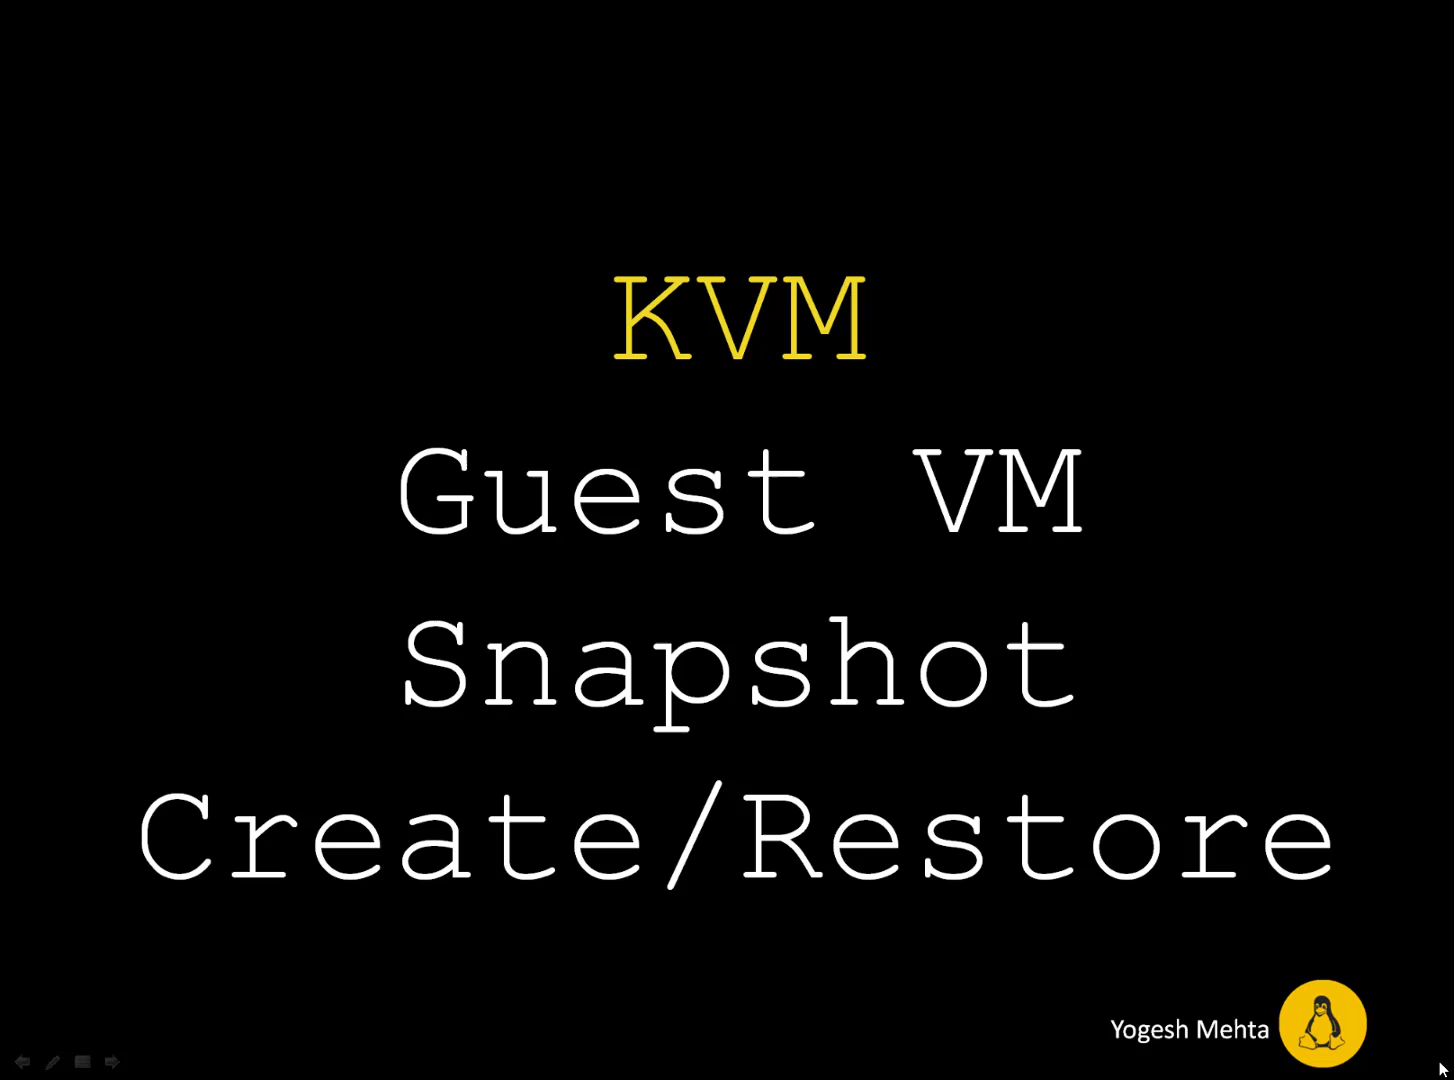 KVM
Guest VM
Snapshot
Create/Restore
Yogesh Mehta